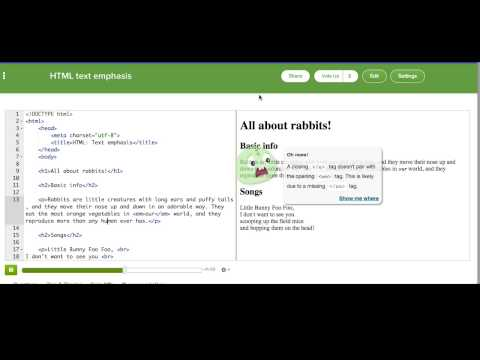 HTML text emphasis
Share
Vote Up
3
Edit
Settings
1 <!DOCTYPE html>
2 <html>
3 <head>
4 <meta charset="utf-8">
5 <title>HTML: Text emphasis</title>
6 </head>
7 <body>
8
9 <h1>All about rabbits!</h1>
10
11 <h2>Basic info</h2>
12
13 <p>Rabbits are little creatures with long ears and puffy tails
, and they move their nose up and down in an adorable way. They
eat the most orange vegetables in <em>our</em> world, and they
reproduce more than any human ever has.</p>
14
15 <h2>Songs</h2>
16
17 <p>Little Bunny Foo Foo, <br>
18 I don't want to see you <br>
All about rabbits!
Basic info
and they move their nose up and
in our world, and they
Songs
Little Bunny Foo Foo,
I don't want to see you
scooping up the field mice
and bopping them on the head!
Oh noes!
A closing </p> tag doesn't pair with
the opening <em> tag. This is likely
due to a missing </em> tag.
Show me where